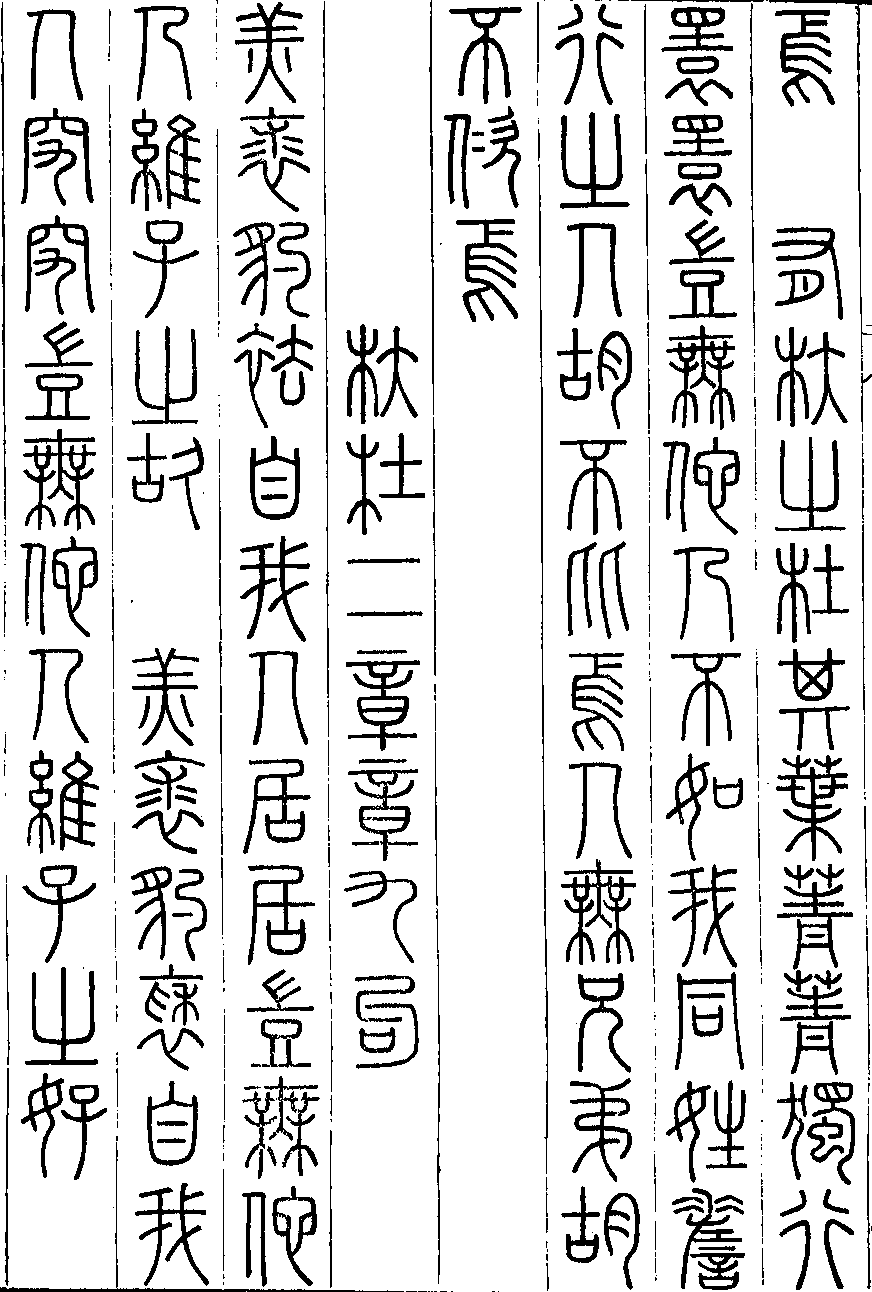 焉　有杕之杜其葉菁菁獨行
睘睘豈無佗人不如我同姓嗟
行之人胡不比焉人無兄弟胡
不佽焉
杕杜二章章九句
羔裘豹袪自我人居居豈無佗
人維子之故　羔裘豹褎自我
人究究豈無佗人維子之好